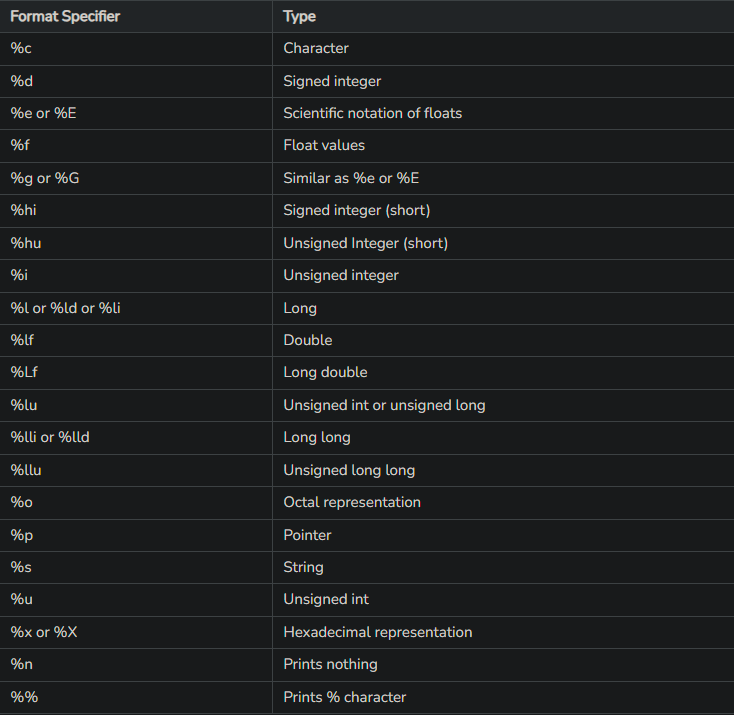 Format Specifier Type
%c Character
%d Signed integer
%e or %E Scientific notation of floats
%f Float values
%g or %G Similar as %e or %E
%hi Signed integer (short)
%hu Unsigned Integer (short)
%i Unsigned integer
%l or %ld or %li Long
%lf Double
%Lf Long double
%lu Unsigned int or unsigned long
%lli or %lld Long long
%llu Unsigned long long
%o Octal representation
%p Pointer
%s String
%u Unsigned int
%x or %X Hexadecimal representation
%n Prints nothing
%% Prints % character